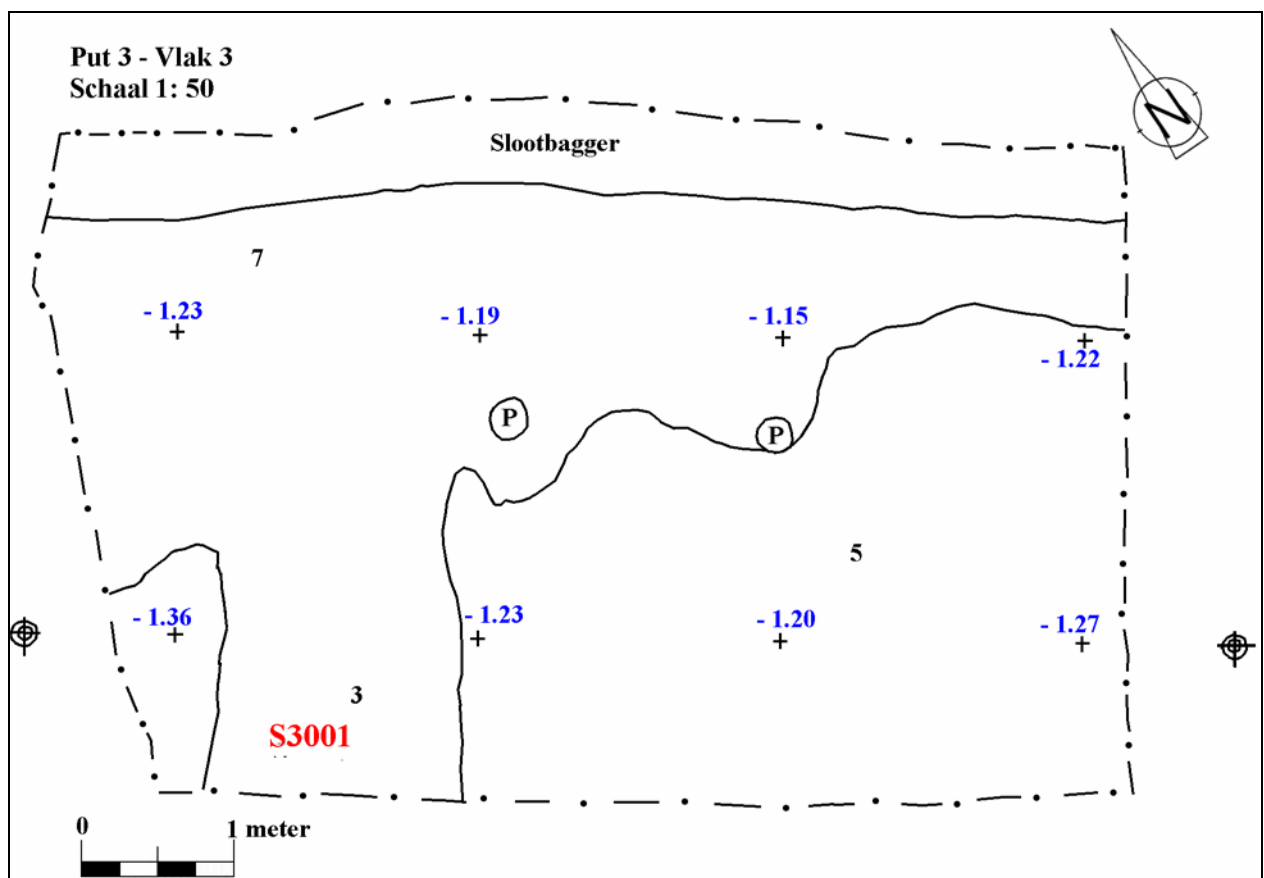 Put 3 - Vlak 3
Schaal 1: 50
N
Slootbagger
7
- 1.23
- 1.19
- 1.15
- 1.22
P
P
5
- 1.36
- 1.23
- 1.20
- 1.27
3
S3001
0
1 meter